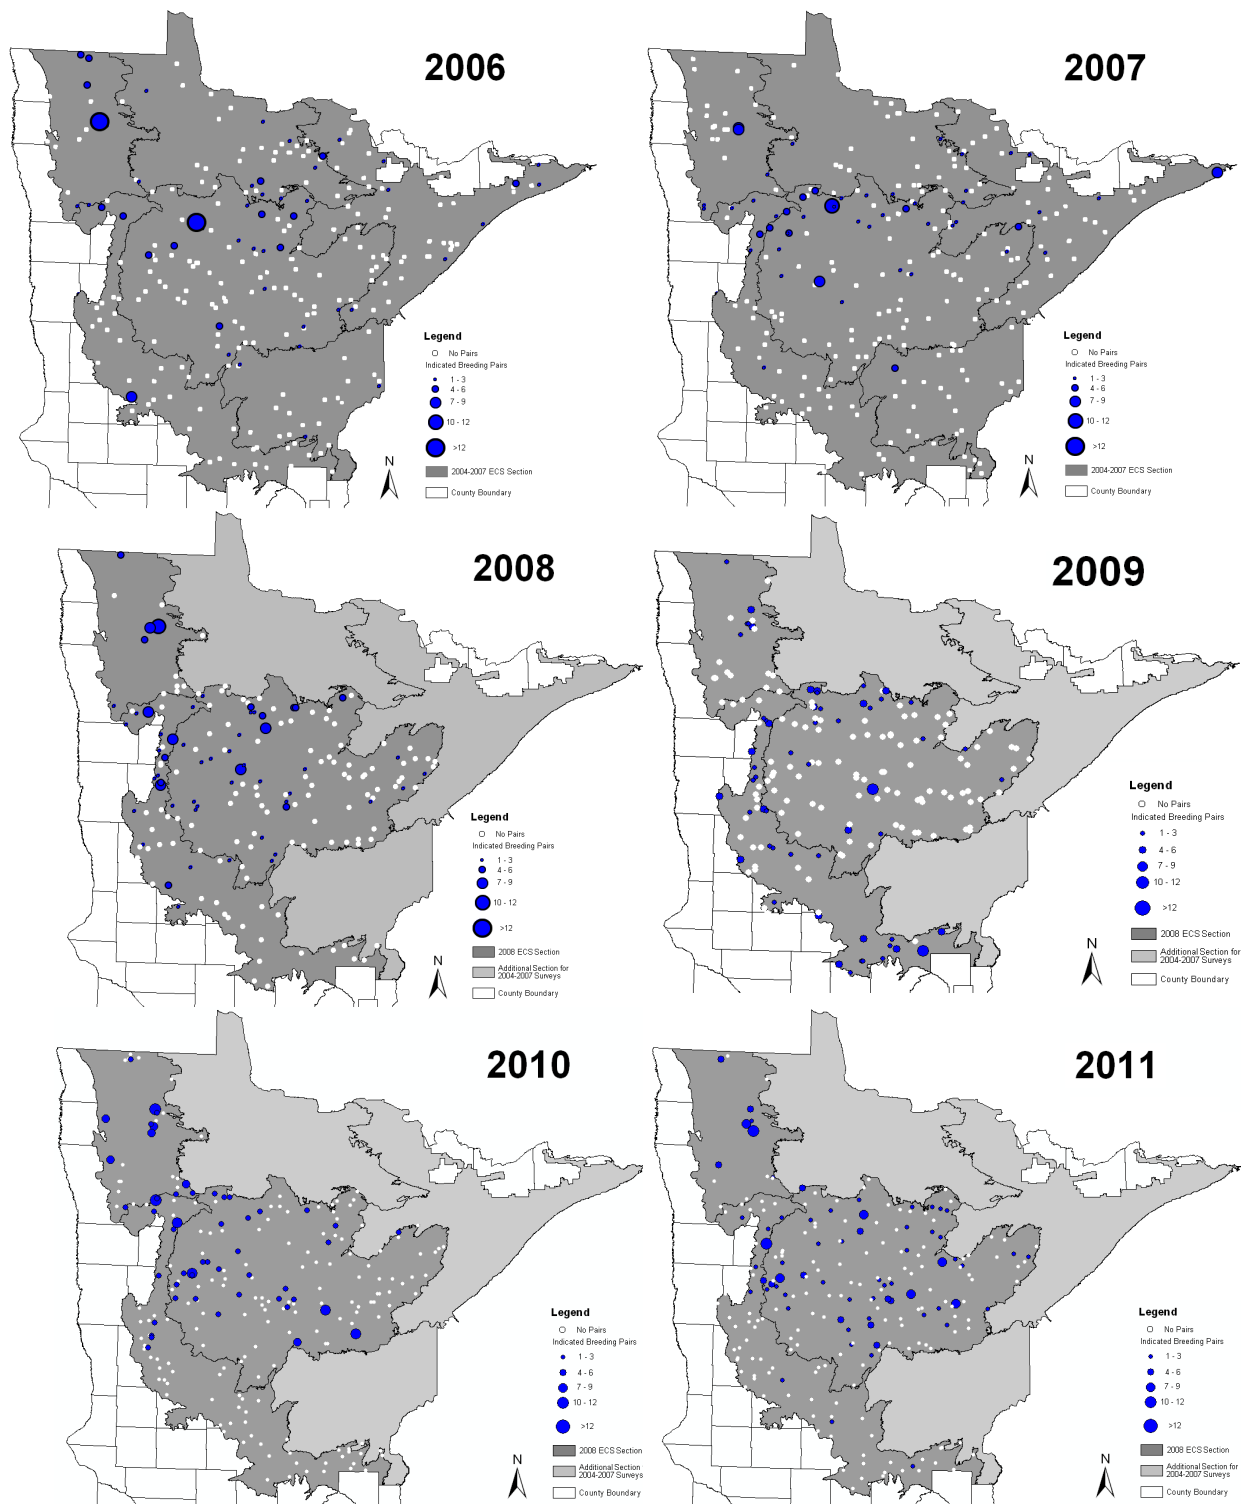 2006
Legend
No Pairs
Indicated Breeding Pairs
1 - 3
4 - 6
7 - 9
10 - 12
>12
2004-2007 ECS Section
County Boundary
N
2007
Legend
No Pairs
Indicated Breeding Pairs
1 - 3
4 - 6
7 - 9
10 - 12
>12
2004-2007 ECS Section
County Boundary
N
2008
Legend
No Pairs
Indicated Breeding Pairs
1 - 3
4 - 6
7 - 9
10 - 12
>12
2008 ECS Section
Additional Section for
2004-2007 Surveys
County Boundary
N
2009
Legend
No Pairs
Indicated Breeding Pairs
1 - 3
4 - 6
7 - 9
10 - 12
>12
2008 ECS Section
Additional Section for
2004-2007 Surveys
County Boundary
N
2010
Legend
No Pairs
Indicated Breeding Pairs
1 - 3
4 - 6
7 - 9
10 - 12
>12
2008 ECS Section
Additional Section for
2004-2007 Surveys
County Boundary
N
2011
Legend
No Pairs
Indicated Breeding Pairs
1 - 3
4 - 6
7 - 9
10 - 12
>12
2008 ECS Section
Additional Section for
2004-2007 Surveys
County Boundary
N